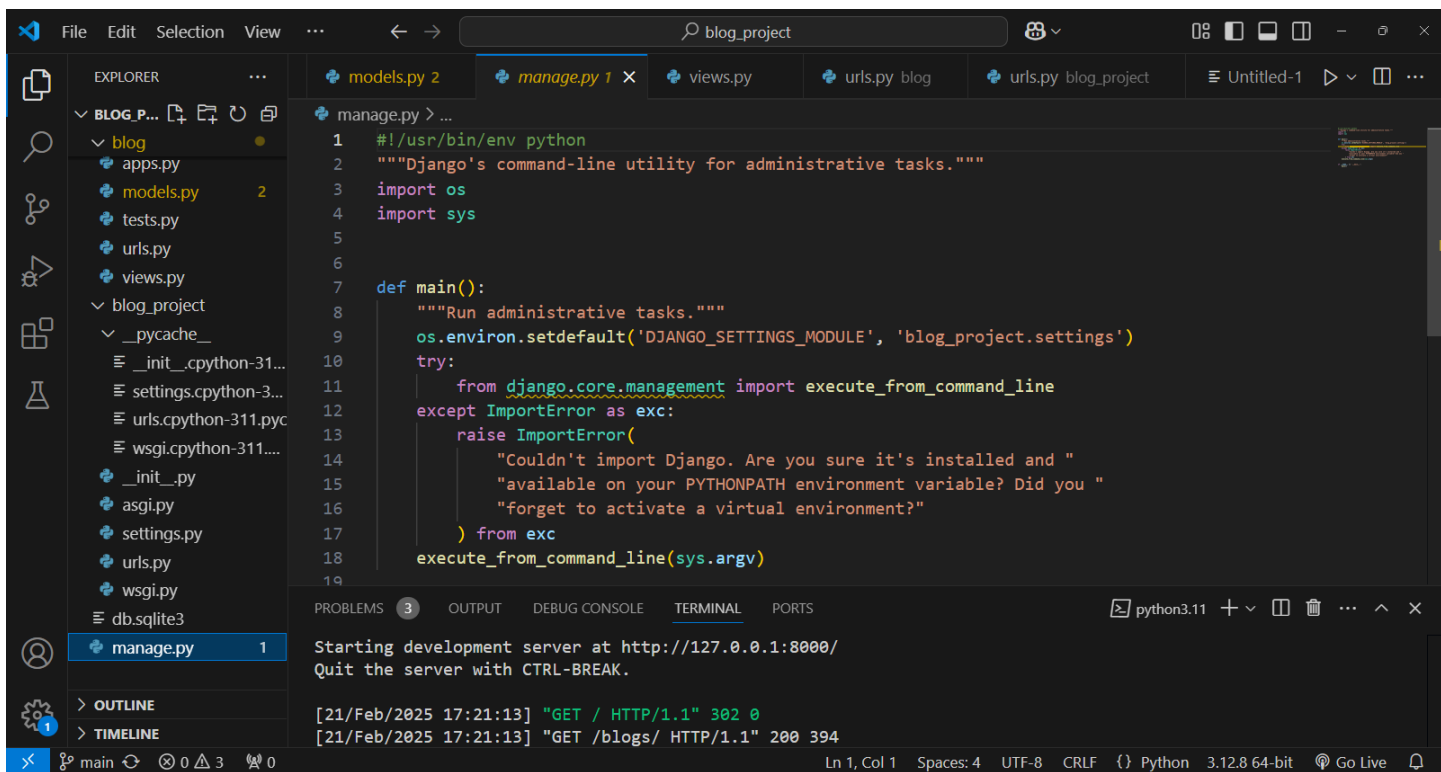 File Edit Selection View ··· blog_project
EXPLORER ···
BLOG_P...
blog
apps.py
models.py 2
tests.py
urls.py
views.py
blog_project
__pycache__
__init__.cpython-31...
settings.cpython-3...
urls.cpython-311.pyc
wsgi.cpython-311....
__init__.py
asgi.py
settings.py
urls.py
wsgi.py
db.sqlite3
manage.py 1
OUTLINE
TIMELINE
models.py 2 manage.py 1 views.py urls.py blog urls.py blog_project Untitled-1 ···
manage.py > ...
1 #!/usr/bin/env python
2 """Django's command-line utility for administrative tasks."""
3 import os
4 import sys
5
6
7 def main():
8 """Run administrative tasks."""
9 os.environ.setdefault('DJANGO_SETTINGS_MODULE', 'blog_project.settings')
10 try:
11 from django.core.management import execute_from_command_line
12 except ImportError as exc:
13 raise ImportError(
14 "Couldn't import Django. Are you sure it's installed and "
15 "available on your PYTHONPATH environment variable? Did you "
16 "forget to activate a virtual environment?"
17 ) from exc
18 execute_from_command_line(sys.argv)
19
PROBLEMS 3 OUTPUT DEBUG CONSOLE TERMINAL PORTS python3.11 ···
Starting development server at http://127.0.0.1:8000/
Quit the server with CTRL-BREAK.
[21/Feb/2025 17:21:13] "GET / HTTP/1.1" 302 0
[21/Feb/2025 17:21:13] "GET /blogs/ HTTP/1.1" 200 394
1
main 0 3 0 Ln 1, Col 1 Spaces: 4 UTF-8 CRLF {} Python 3.12.8 64-bit Go Live